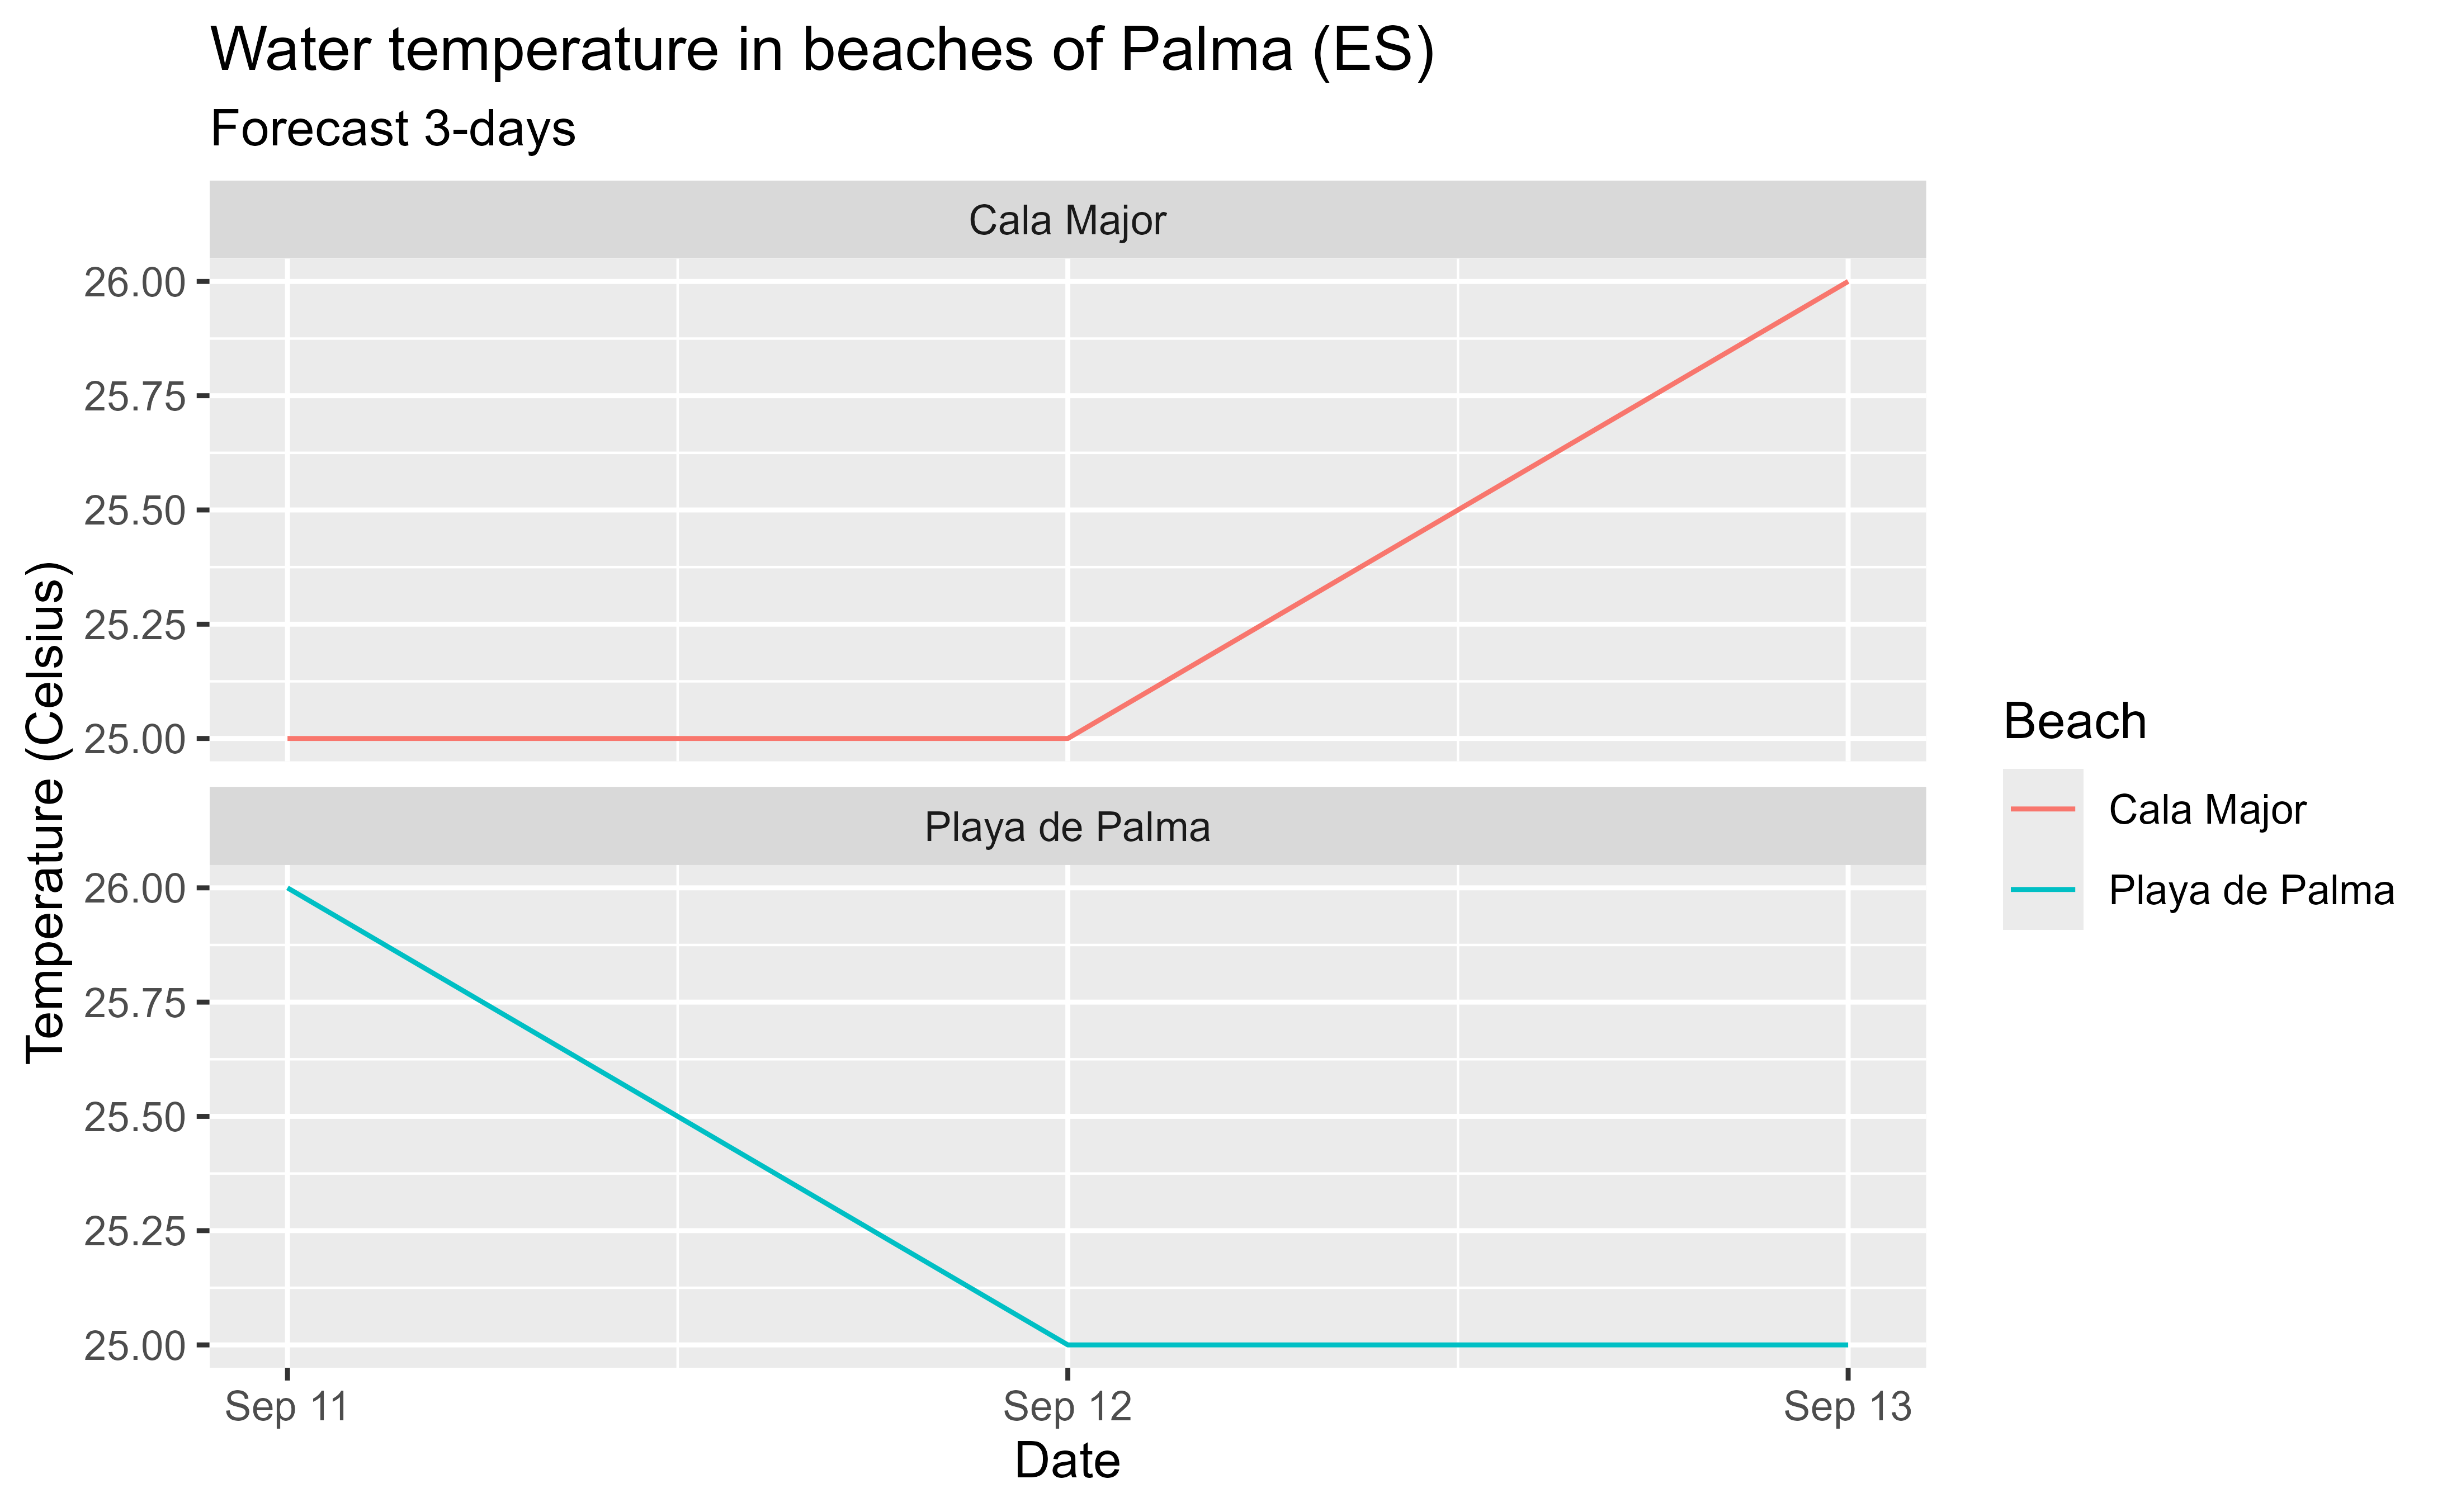 Water temperature in beaches of Palma (ES)
Forecast 3-days
Cala Major
26.00
25.75
25.50
25.25
25.00
Playa de Palma
26.00
25.75
25.50
25.25
25.00
Sep 11
Sep 12
Sep 13
Date
Temperature (Celsius)
Beach
Cala Major
Playa de Palma